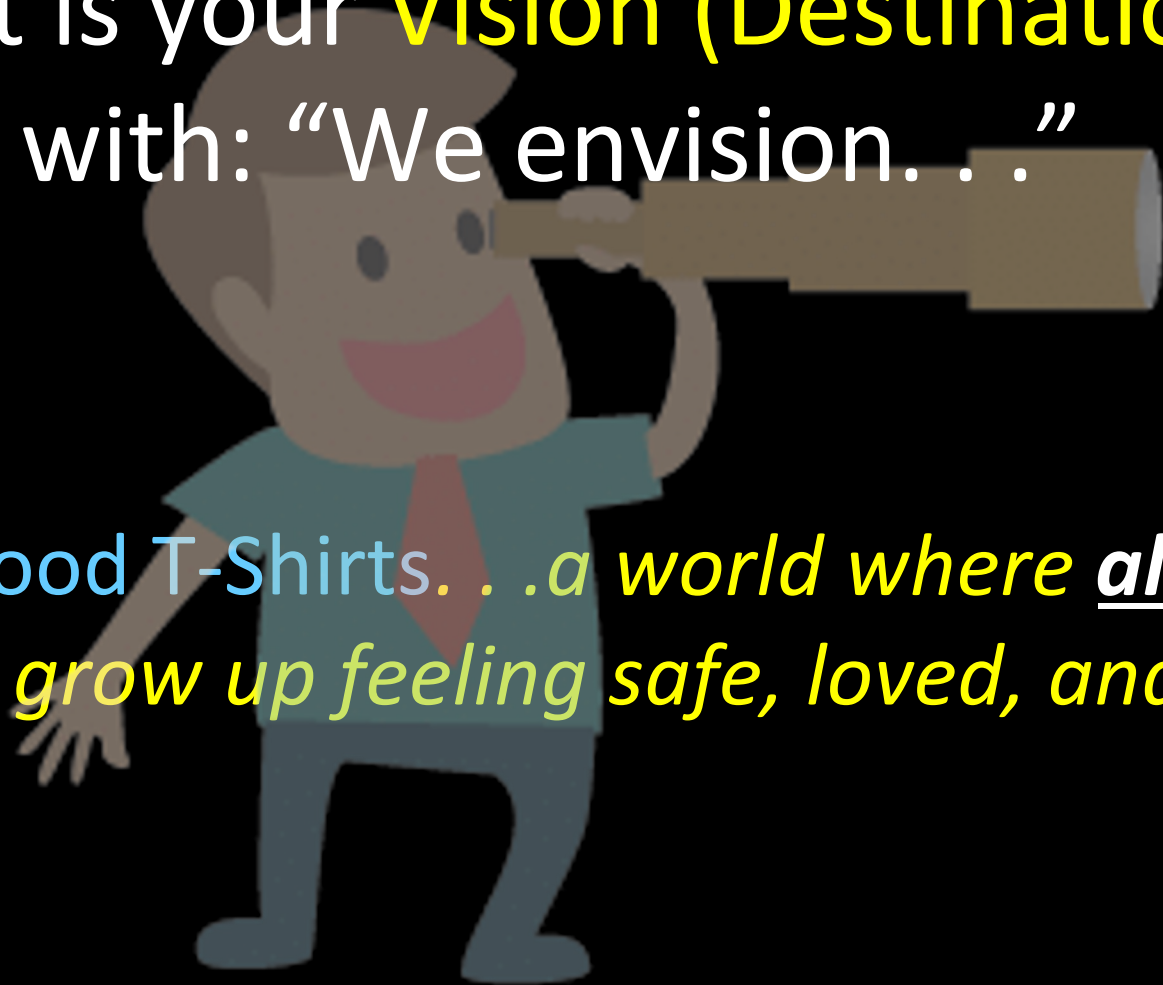 t is your Vision (Destinatio
with: “We envision. . .”
ood T-Shirts. . .a world where al
grow up feeling safe, loved, and